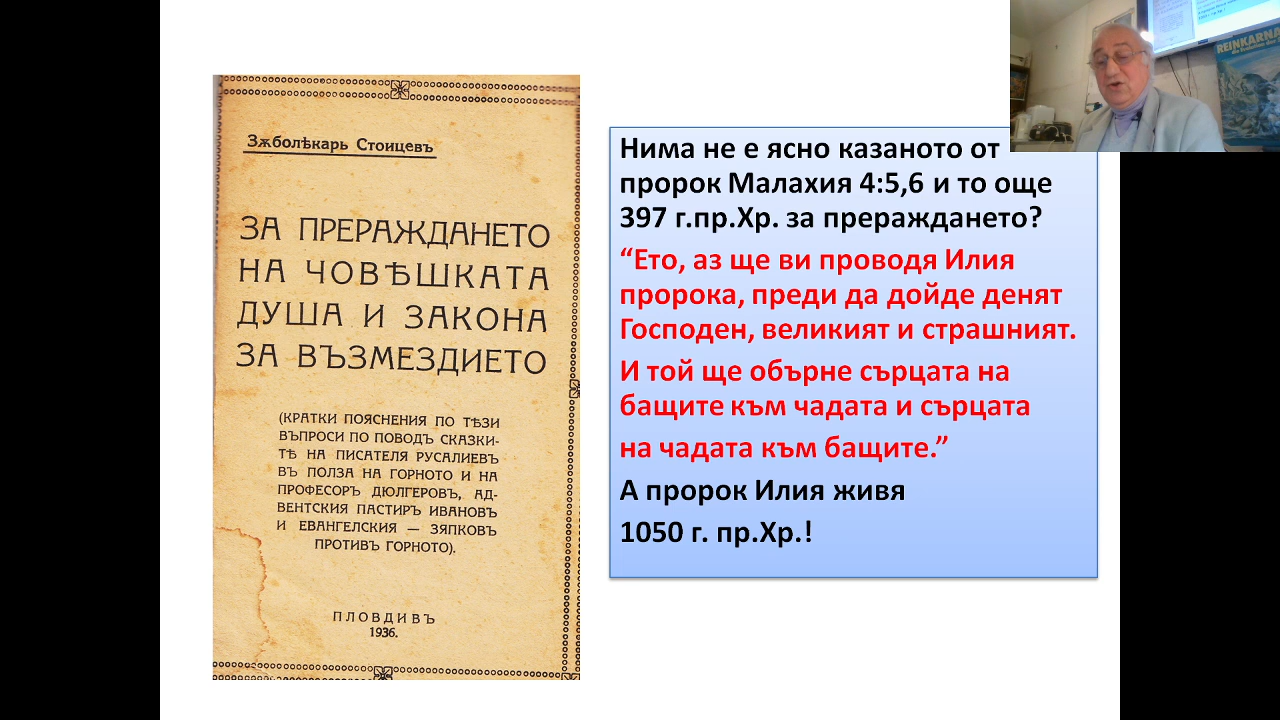 Зѫболѣкарь Стоицевъ
ЗА ПРЕРАЖДАНЕТО
НА ЧОВѢШКАТА
ДУША И ЗАКОНА
ЗА ВЪЗМЕЗДИЕТО
(КРАТКИ ПОЯСНЕНИЯ ПО ТѢЗИ
ВЪПРОСИ ПО ПОВОДЪ СКАЗКИ-
ТѢ НА ПИСАТЕЛЯ РУСАЛИЕВЪ
ВЪ ПОЛЗА НА ГОРНОТО И НА
ПРОФЕСОРЪ ДЮЛГЕРОВЪ, АД-
ВЕНТСКИЯ ПАСТИРЪ ИВАНОВЪ
И ЕВАНГЕЛСКИЯ — ЗЯПКОВЪ
ПРОТИВЪ ГОРНОТО).
ПЛОВДИВЪ
1936.
Нима не е ясно казаното от
пророк Малахия 4:5,6 и то още
397 г.пр.Хр. за прераждането?
“Ето, аз ще ви проводя Илия
пророка, преди да дойде денят
Господен, великият и страшният.
И той ще обърне сърцата на
бащите към чадата и сърцата
на чадата към бащите.”
А пророк Илия живя
1050 г. пр.Хр.!
REINKARNA